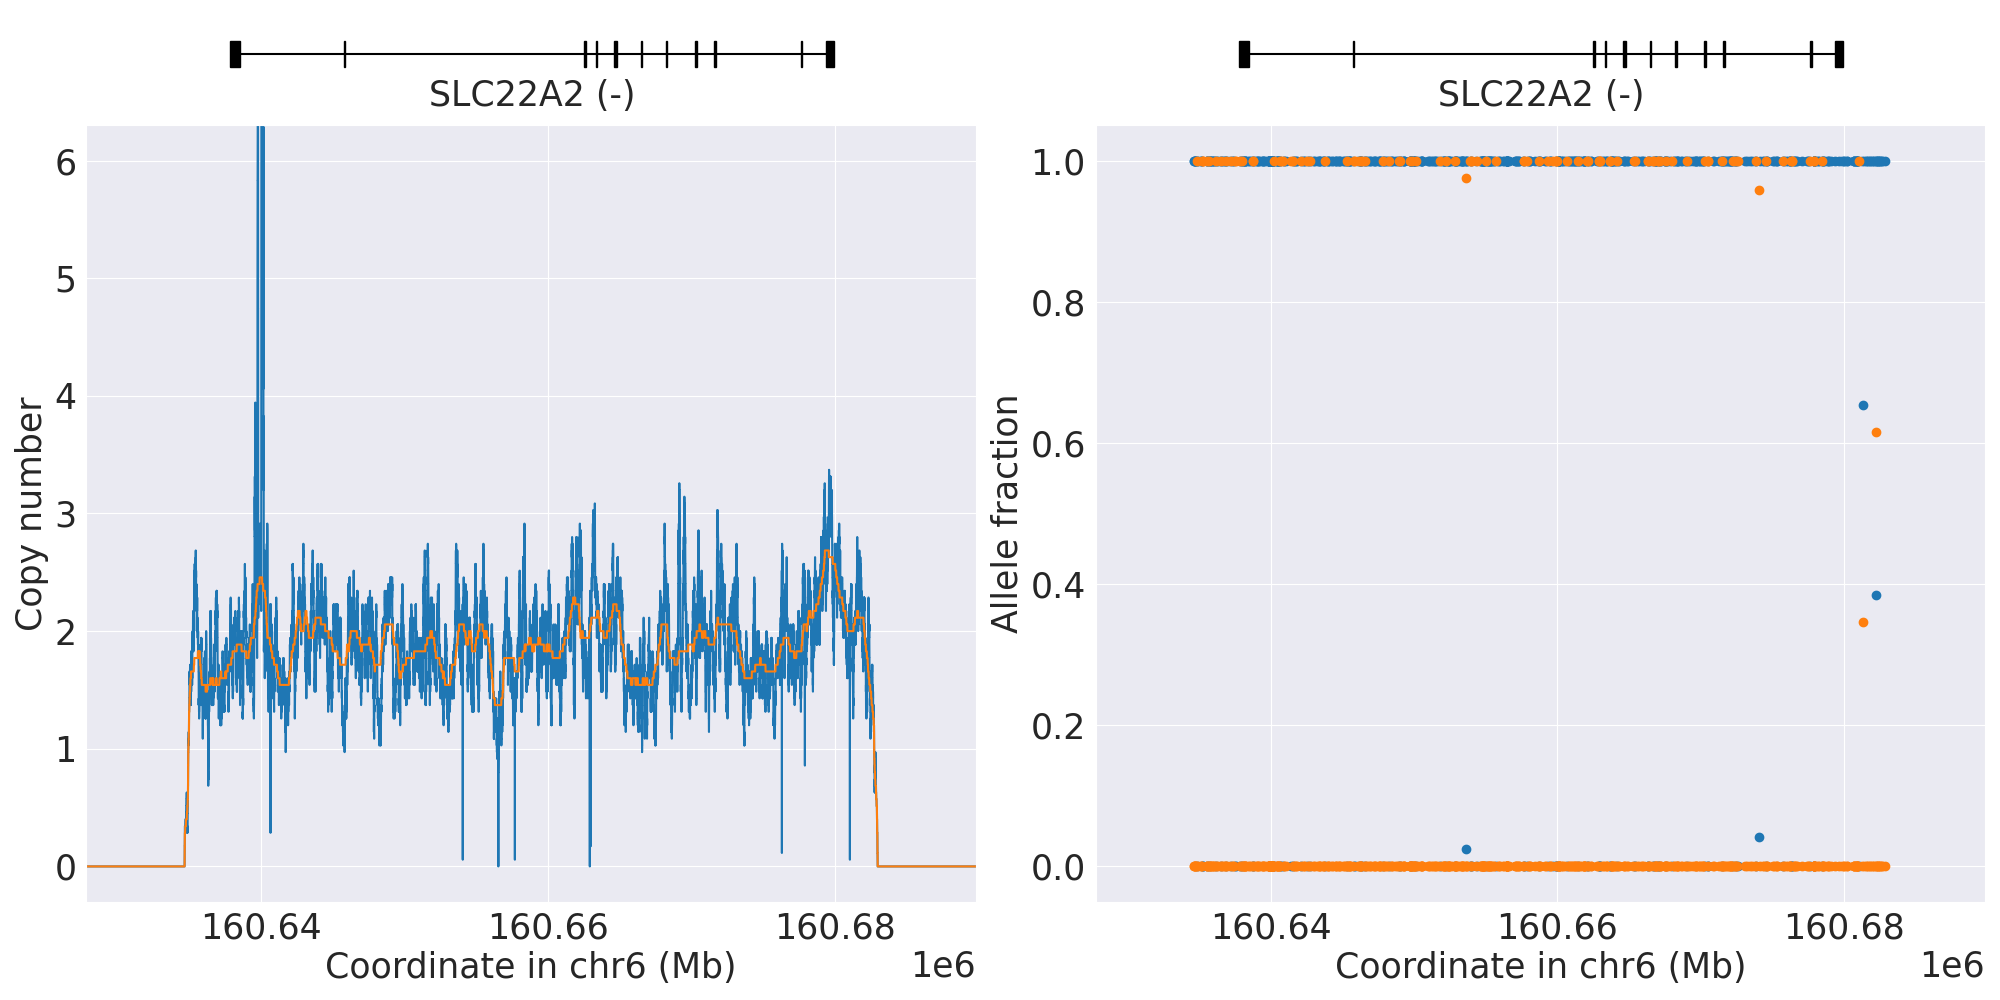 SLC22A2 (-)
6
5
4
3
2
1
0
Copy number
160.64
160.66
160.68
Coordinate in chr6 (Mb)
1e6
SLC22A2 (-)
1.0
0.8
0.6
0.4
0.2
0.0
Allele fraction
160.64
160.66
160.68
Coordinate in chr6 (Mb)
1e6